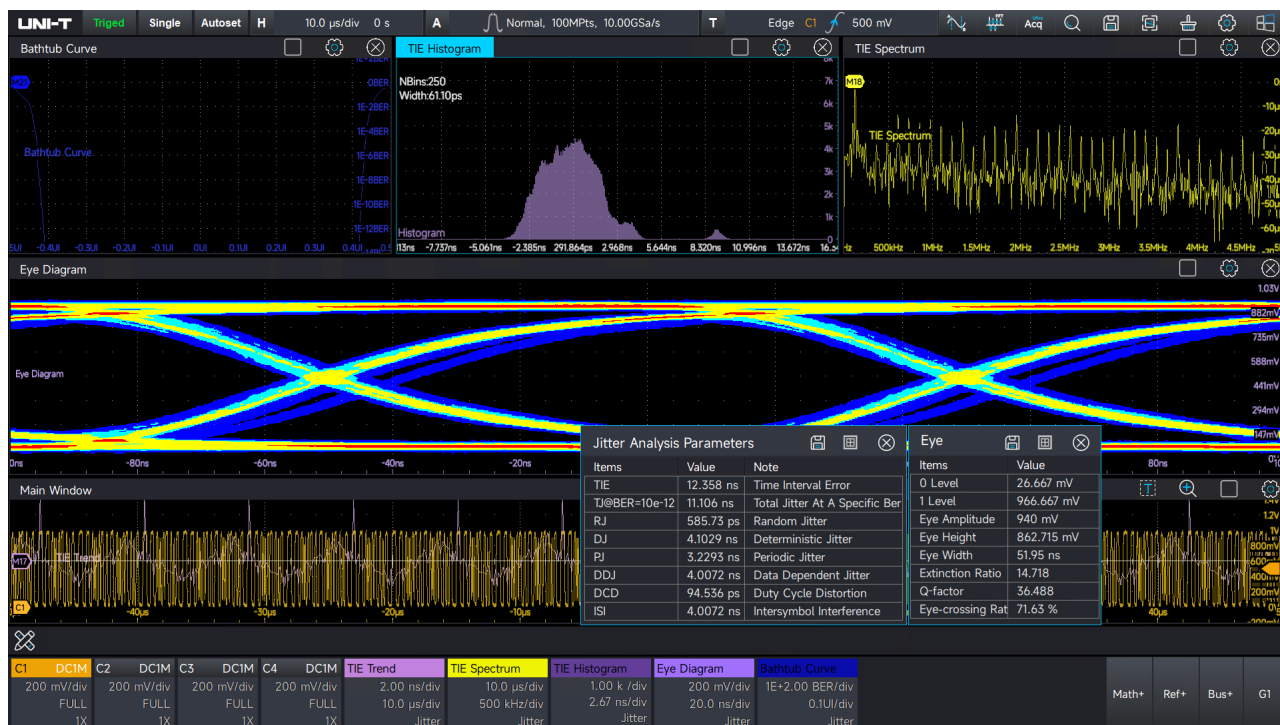 UNI-T Triged Single Autoset H 10.0 µs/div 0 s A Normal, 100MPts, 10.00GSa/s T Edge C1 500 mV Ultra Acq
Bathtub Curve
M21
0BER
1E-2BER
1E-4BER
1E-6BER
1E-8BER
1E-10BER
1E-12BER
Bathtub Curve
-0.4UI -0.3UI -0.2UI -0.1UI 0UI 0.1UI 0.2UI 0.3UI 0.4UI
TIE Histogram
NBins:250
Width:61.10ps
8k
7k
6k
5k
4k
3k
2k
1k
0
Histogram
-7.737ns -5.061ns -2.385ns 291.864ps 2.968ns 5.644ns 8.320ns 10.996ns 13.672ns
TIE Spectrum
M18
TIE Spectrum
500kHz 1MHz 1.5MHz 2MHz 2.5MHz 3MHz 3.5MHz 4MHz 4.5MHz
Eye Diagram
1.03V
882mV
735mV
588mV
441mV
294mV
147mV
Eye Diagram
-80ns -60ns -40ns -20ns 80ns
Main Window
M17
TIE Trend
C1
-40µs -30µs -20µs -10µs 40µs
1.2V
800mV
400mV
200mV
-200mV
Jitter Analysis Parameters
Items Value Note
TIE 12.358 ns Time Interval Error
TJ@BER=10e-12 11.106 ns Total Jitter At A Specific Ber
RJ 585.73 ps Random Jitter
DJ 4.1029 ns Deterministic Jitter
PJ 3.2293 ns Periodic Jitter
DDJ 4.0072 ns Data Dependent Jitter
DCD 94.536 ps Duty Cycle Distortion
ISI 4.0072 ns Intersymbol Interference
Eye
Items Value
0 Level 26.667 mV
1 Level 966.667 mV
Eye Amplitude 940 mV
Eye Height 862.715 mV
Eye Width 51.95 ns
Extinction Ratio 14.718
Q-factor 36.488
Eye-crossing Rat 71.63 %
C1 DC1M C2 DC1M C3 DC1M C4 DC1M TIE Trend TIE Spectrum TIE Histogram Eye Diagram Bathtub Curve
200 mV/div 200 mV/div 200 mV/div 200 mV/div 2.00 ns/div 10.0 µs/div 1.00 k /div 200 mV/div 1E+2.00 BER/div
FULL FULL FULL FULL 10.0 µs/div 500 kHz/div 2.67 ns/div 20.0 ns/div 0.1UI/div
1X 1X 1X 1X Jitter Jitter Jitter Jitter Jitter
Math+ Ref+ Bus+ G1